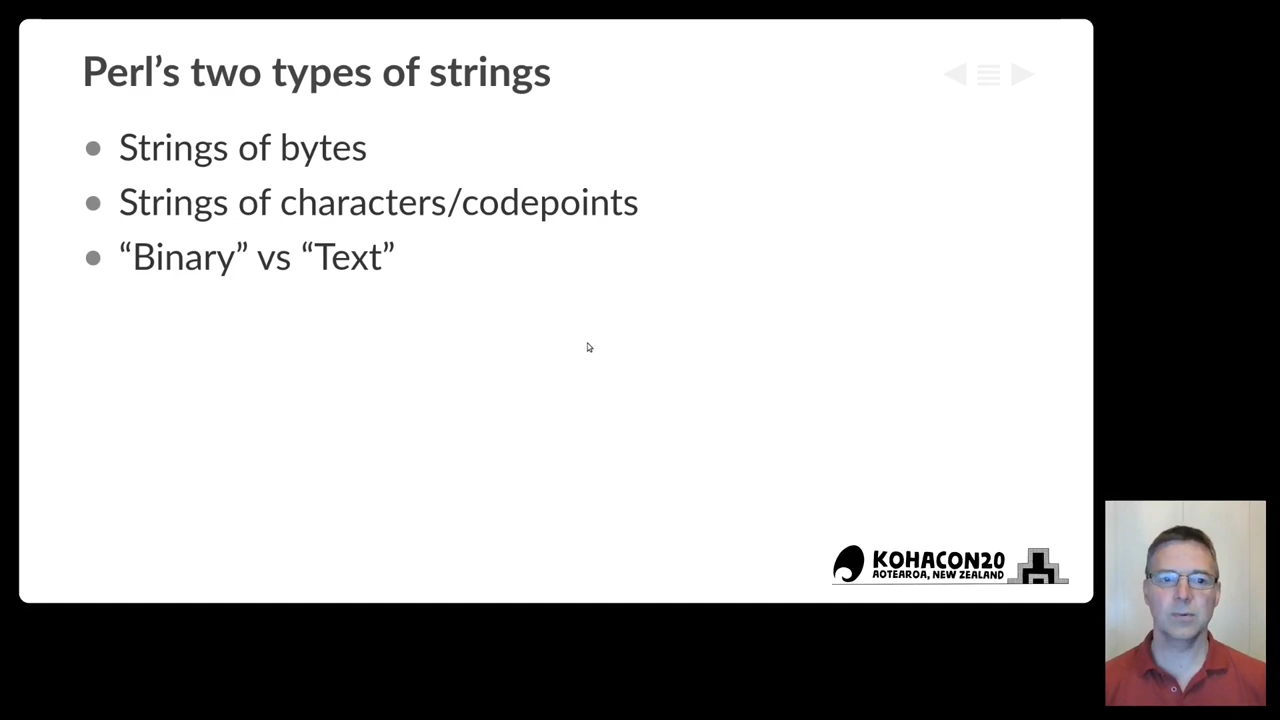 Perl’s two types of strings
Strings of bytes
Strings of characters/codepoints
“Binary” vs “Text”
KOHACON20
AOTEAROA, NEW ZEALAND